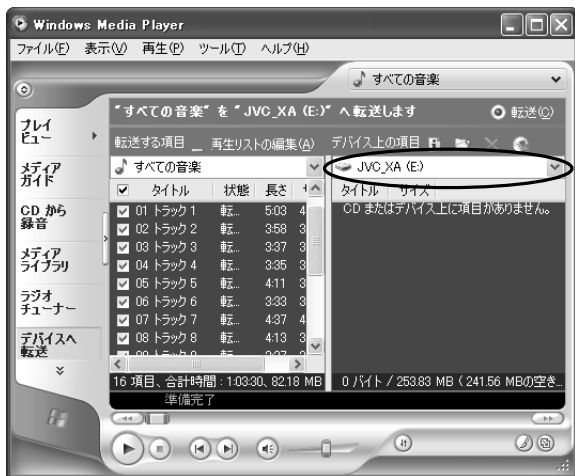 Windows Media Player
ファイル(F) 表示(V) 再生(P) ツール(T) ヘルプ(H)
すべての音楽
"すべての音楽" を "JVC_XA (E:)" へ転送します 転送(C)
転送する項目 再生リストの編集(A) デバイス上の項目
すべての音楽 JVC_XA (E:)
タイトル 状態 長さ タイトル サイズ
01 トラック 1 転... 5:03 4
CD またはデバイス上に項目がありません。
02 トラック 2 転... 3:58 3
03 トラック 3 転... 3:37 3
04 トラック 4 転... 3:35 3
05 トラック 5 転... 4:11 3
06 トラック 6 転... 3:33 3
07 トラック 7 転... 4:37 4
08 トラック 8 転... 4:13 3
16 項目、合計時間 : 1:03:30、82.18 MB 0 バイト / 253.83 MB ( 241.56 MBの空き...
準備完了
プレイ
ビュー
メディア
ガイド
CD から
録音
メディア
ライブラリ
ラジオ
チューナー
デバイスへ
転送